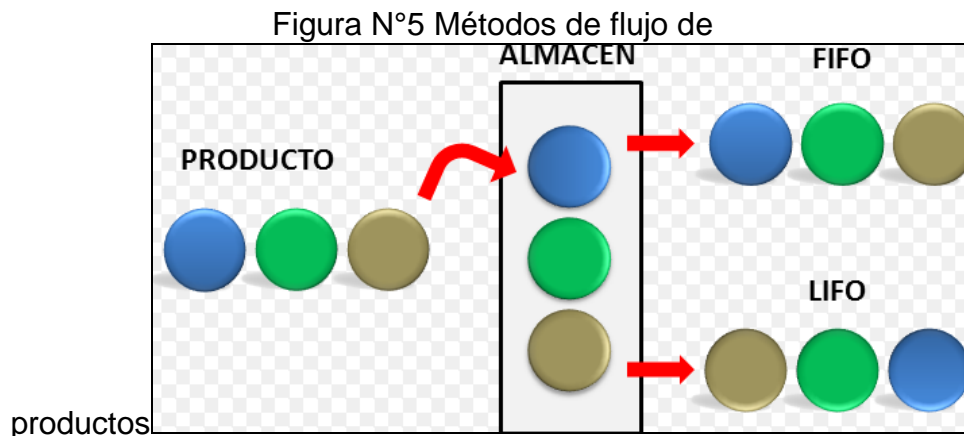 Figura N°5 Métodos de flujo de
ALMACEN
FIFO
PRODUCTO
LIFO
productos